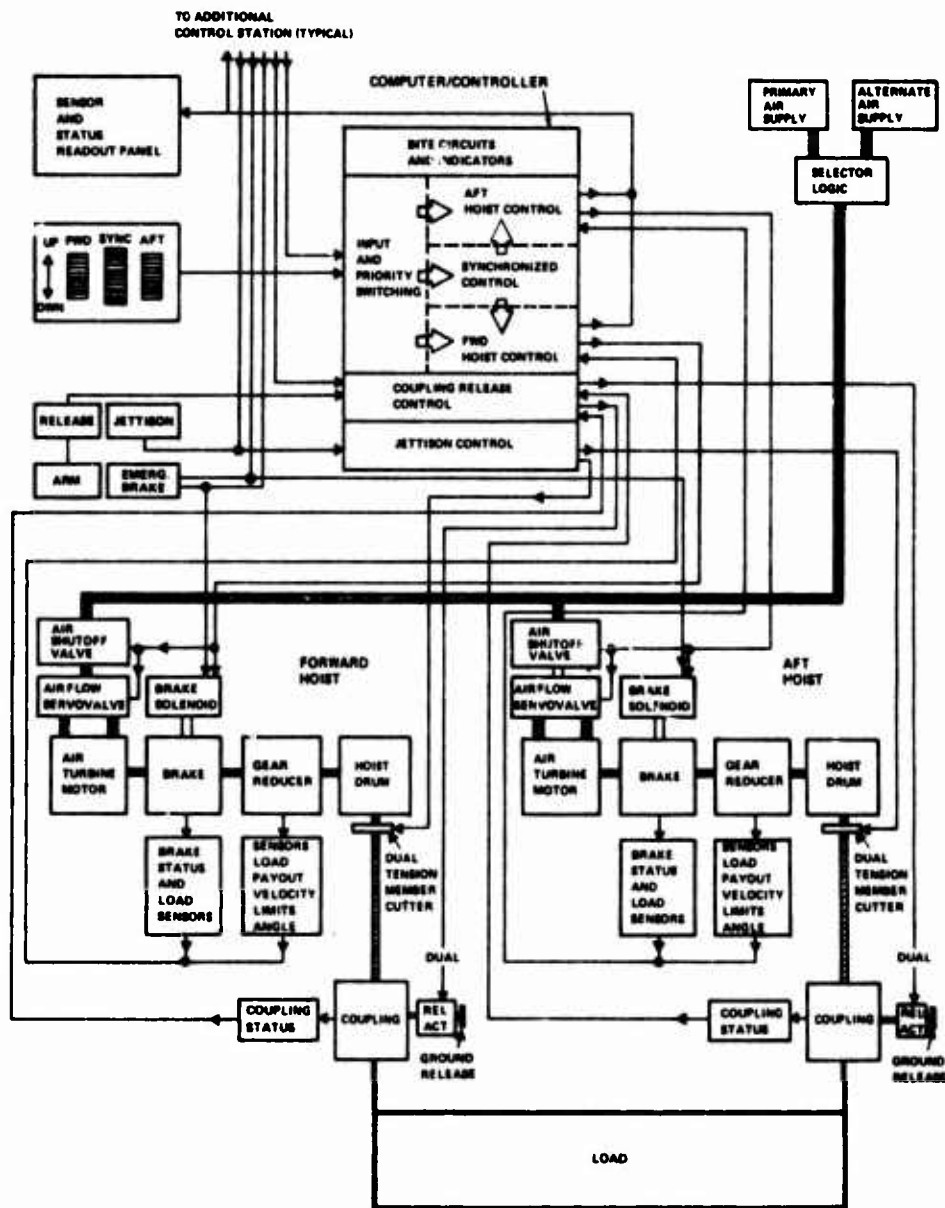 TO ADDITIONAL
CONTROL STATION (TYPICAL)
COMPUTER/CONTROLLER
SENSOR
AND
STATUS
READOUT PANEL
PRIMARY
AIR
SUPPLY
ALTERNATE
AIR
SUPPLY
SELECTOR
LOGIC
BITE CIRCUITS
AND INDICATORS
AFT
HOIST CONTROL
INPUT
AND
PRIORITY
SWITCHING
SYNCHRONIZED
CONTROL
FWD
HOIST CONTROL
COUPLING RELEASE
CONTROL
JETTISON CONTROL
UP
FWD
SYNC
AFT
DWN
RELEASE
JETTISON
ARM
EMERG.
BRAKE
FORWARD
HOIST
AIR
SHUTOFF
VALVE
AIRFLOW
SERVOVALVE
BRAKE
SOLENOID
AIR
TURBINE
MOTOR
BRAKE
GEAR
REDUCER
HOIST
DRUM
BRAKE
STATUS
AND
LOAD
SENSORS
SENSORS
LOAD
PAYOUT
VELOCITY
LIMITS
ANGLE
DUAL
TENSION
MEMBER
CUTTER
DUAL
COUPLING
STATUS
COUPLING
REL
ACT
GROUND
RELEASE
AFT
HOIST
AIR
SHUTOFF
VALVE
AIRFLOW
SERVOVALVE
BRAKE
SOLENOID
AIR
TURBINE
MOTOR
BRAKE
GEAR
REDUCER
HOIST
DRUM
BRAKE
STATUS
AND
LOAD
SENSORS
SENSORS
LOAD
PAYOUT
VELOCITY
LIMITS
ANGLE
DUAL
TENSION
MEMBER
CUTTER
DUAL
COUPLING
STATUS
COUPLING
REL
ACT
GROUND
RELEASE
LOAD